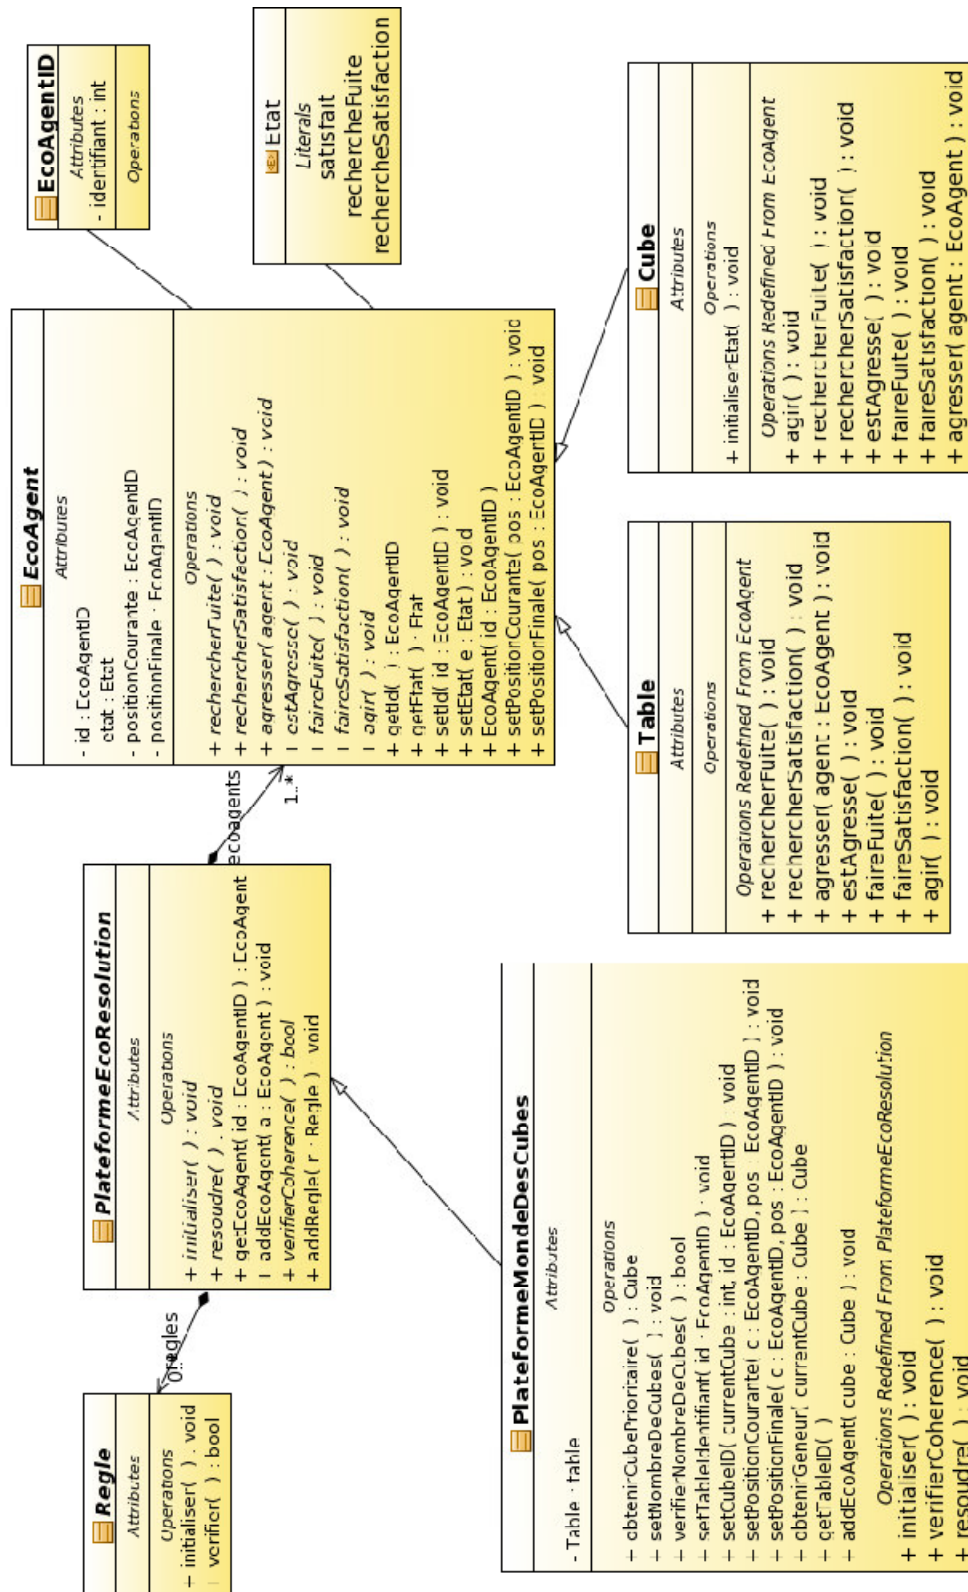 Regle
Attributes
Operations
+ initialiser( ) : void
verifier( ) : bool
0..*
regles
PlateformeEcoResolution
Attributes
Operations
+ initialiser( ) : void
+ resoudre( ) : void
+ getEcoAgent( id : EcoAgentID ) : EcoAgent
addEcoAgent( a : EcoAgent ) : void
+ verifierCoherence( ) : bool
+ addRegle( r : Regle ) : void
ecoagents
1..*
EcoAgent
Attributes
- id : EcoAgentID
etat : Etat
- positionCourante : EcoAgentID
- positionFinale : EcoAgentID
Operations
+ rechercherFuite( ) : void
+ rechercherSatisfaction( ) : void
+ agresser( agent : EcoAgent ) : void
estAgresse( ) : void
faireFuite( ) : void
faireSatisfaction( ) : void
agir( ) : void
+ getId( ) : EcoAgentID
+ getEtat( ) : Etat
+ setId( id : EcoAgentID ) : void
+ setEtat( e : Etat ) : void
+ EcoAgent( id : EcoAgentID )
+ setPositionCourante( pos : EcoAgentID ) : void
+ setPositionFinale( pos : EcoAgentID ) : void
EcoAgentID
Attributes
- identifiant : int
Operations
Etat
Literals
satisfait
rechercheFuite
rechercheSatisfaction
PlateformeMondeDesCubes
Attributes
- Table : table
Operations
+ obtenirCubePrioritaire( ) : Cube
+ setNombreDeCubes( ) : void
+ verifierNombreDeCubes( ) : bool
+ setTableIdentifiant( id : EcoAgentID ) : void
+ setCubeID( currentCube : int, id : EcoAgentID ) : void
+ setPositionCourante( c : EcoAgentID, pos : EcoAgentID ) : void
+ setPositionFinale( c : EcoAgentID, pos : EcoAgentID ) : void
+ obtenirGeneur( currentCube : Cube ) : Cube
+ getTableID( )
+ addEcoAgent( cube : Cube ) : void
Operations Redefined From PlateformeEcoResolution
+ initialiser( ) : void
+ verifierCoherence( ) : void
+ resoudre( ) : void
Table
Attributes
Operations
Operations Redefined From EcoAgent
+ rechercherFuite( ) : void
+ rechercherSatisfaction( ) : void
+ agresser( agent : EcoAgent ) : void
+ estAgresse( ) : void
+ faireFuite( ) : void
+ faireSatisfaction( ) : void
+ agir( ) : void
Cube
Attributes
Operations
+ initialiserEtat( ) : void
Operations Redefined From EcoAgent
+ agir( ) : void
+ rechercherFuite( ) : void
+ rechercherSatisfaction( ) : void
+ estAgresse( ) : void
+ faireFuite( ) : void
+ faireSatisfaction( ) : void
+ agresser( agent : EcoAgent ) : void